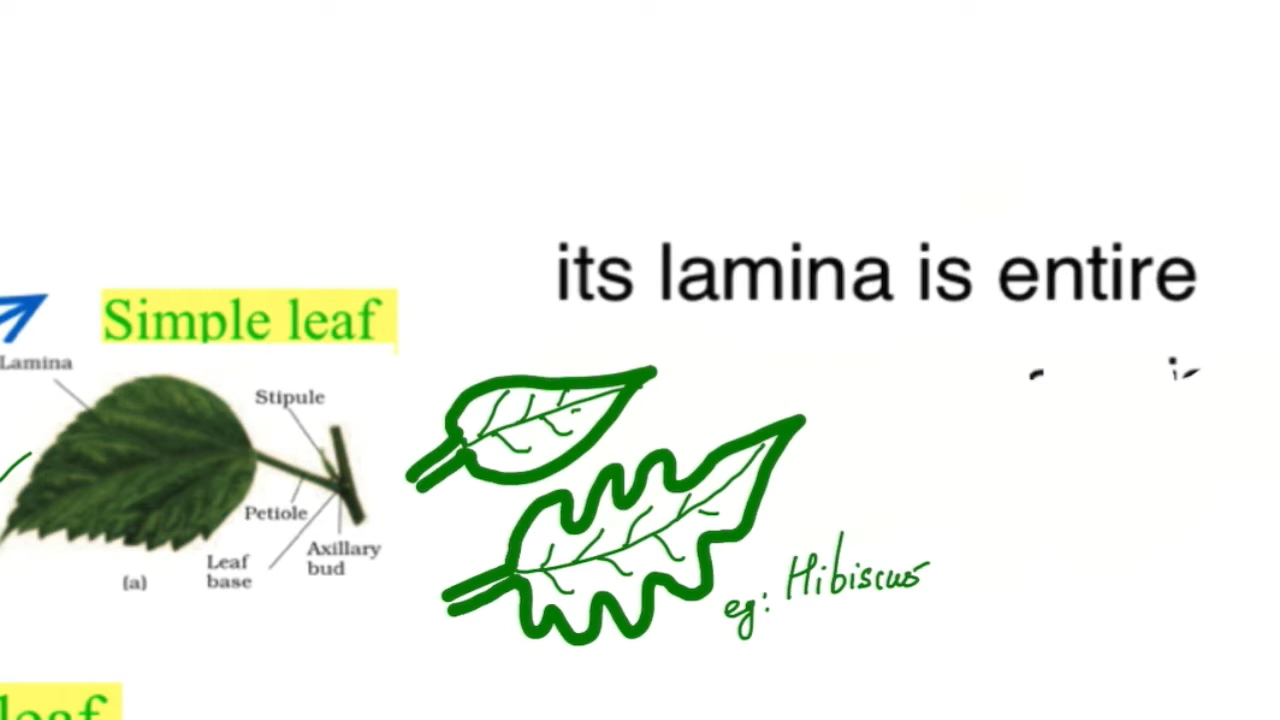 its lamina is entire
Simple leaf
Lamina
Stipule
Petiole
Axillary
bud
Leaf
base
(a)
eg: Hibiscus
leaf